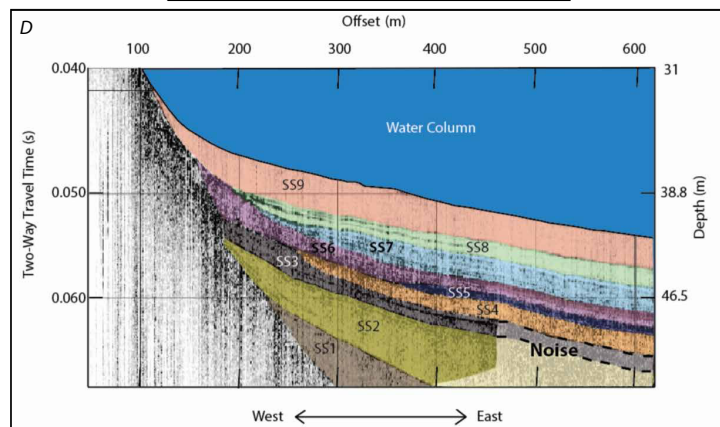 D
Offset (m)
100 200 300 400 500 600
0.040
31
Water Column
Two-Way Travel Time (s)
SS9
0.050
38.8
Depth (m)
SS6 SS7 SS8
SS3
SS5
0.060
46.5
SS4
SS2
SS1
Noise
West East